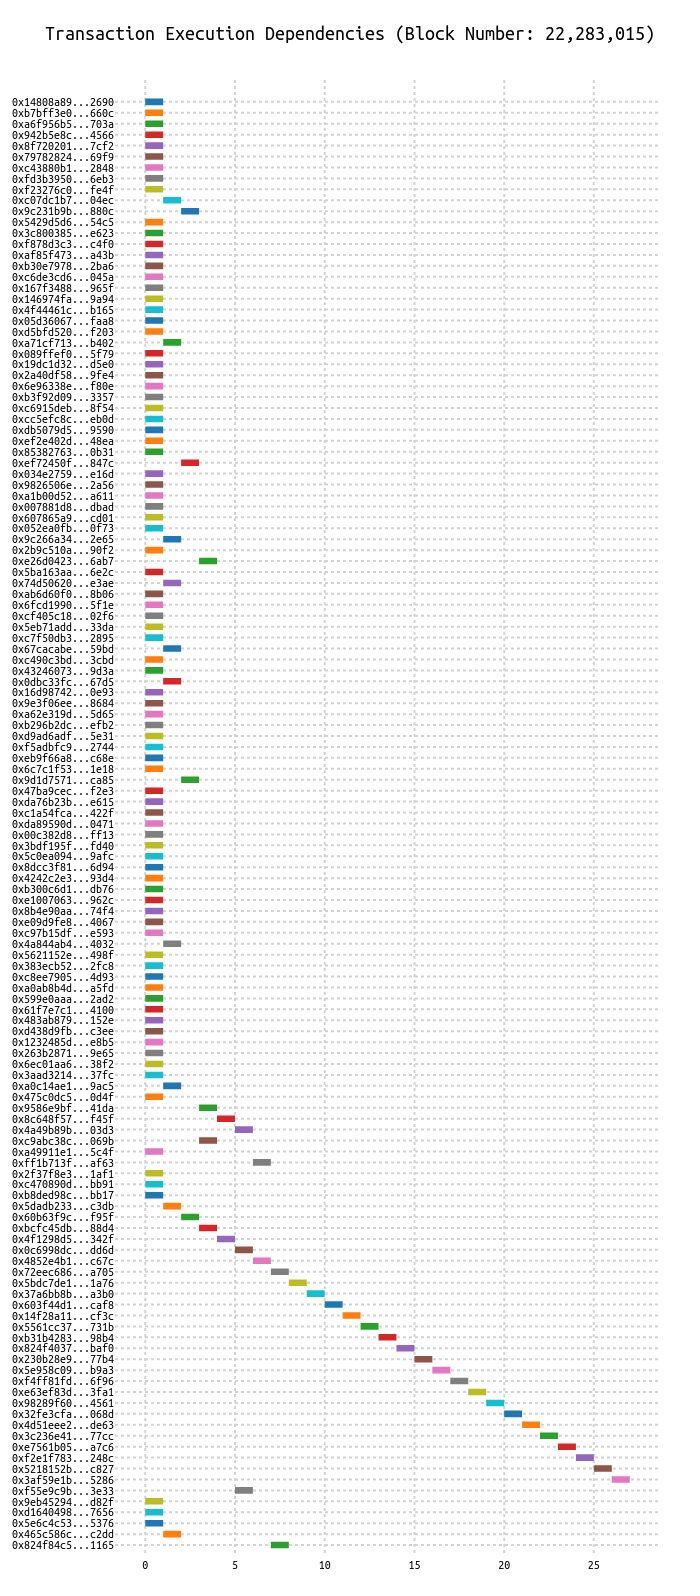 Transaction Execution Dependencies (Block Number: 22,283,015)
0x14808a89...2690
0xb7bff3e0...660c
0xa6f956b5...703a
0x942b5e8c...4566
0x8f720201...7cf2
0x79782824...69f9
0xc43880b1...2848
0xfd3b3950...6eb3
0xf23276c0...fe4f
0xc07dc1b7...04ec
0x9c231b9b...880c
0x5429d5d6...54c5
0x3c800385...e623
0xf878d3c3...c4f0
0xaf85f473...a43b
0xb30e7978...2ba6
0xc6de3cd6...045a
0x167f3488...965f
0x146974fa...9a94
0x4f44461c...b165
0x05d36067...faa8
0xd5bfd520...f203
0xa71cf713...b402
0x089ffef0...5f79
0x19dc1d32...d5e0
0x2a40df58...9fe4
0x6e96338e...f80e
0xb3f92d09...3357
0xc6915deb...8f54
0xcc5efc8c...eb0d
0xdb5079d5...9590
0xef2e402d...48ea
0x85382763...0b31
0xef72450f...847c
0x034e2759...e16d
0x9826506e...2a56
0xa1b00d52...a611
0x007881d8...dbad
0x607865a9...cd01
0x052ea0fb...0f73
0x9c266a34...2e65
0x2b9c510a...90f2
0xe26d0423...6ab7
0x5ba163aa...6e2c
0x74d50620...e3ae
0xab6d60f0...8b06
0x6fcd1990...5f1e
0xcf405c18...02f6
0x5eb71add...33da
0xc7f50db3...2895
0x67cacabe...59bd
0xc490c3bd...3cbd
0x43246073...9d3a
0x0dbc33fc...67d5
0x16d98742...0e93
0x9e3f06ee...8684
0xa62e319d...5d65
0xb296b2dc...efb2
0xd9ad6adf...5e31
0xf5adbfc9...2744
0xeb9f66a8...c68e
0x6c7c1f53...1e18
0x9d1d7571...ca85
0x47ba9cec...f2e3
0xda76b23b...e615
0xc1a54fca...422f
0xda89590d...0471
0x00c382d8...ff13
0x3bdf195f...fd40
0x5c0ea094...9afc
0x8dcc3f81...6d94
0x4242c2e3...93d4
0xb300c6d1...db76
0xe1007063...962c
0x8b4e90aa...74f4
0xe09d9fe8...4067
0xc97b15df...e593
0x4a844ab4...4032
0x5621152e...498f
0x383ecb52...2fc8
0xc8ee7905...4d93
0xa0ab8b4d...a5fd
0x599e0aaa...2ad2
0x61f7e7c1...4100
0x483ab879...152e
0xd438d9fb...c3ee
0x1232485d...e8b5
0x263b2871...9e65
0x6ec01aa6...38f2
0x3aad3214...37fc
0xa0c14ae1...9ac5
0x475c0dc5...0d4f
0x9586e9bf...41da
0x8c648f57...f45f
0x4a49b89b...03d3
0xc9abc38c...069b
0xa49911e1...5c4f
0xff1b713f...af63
0x2f37f8e3...1af1
0xc470890d...bb91
0xb8ded98c...bb17
0x5dadb233...c3db
0x60b63f9c...f95f
0xbcfc45db...88d4
0x4f1298d5...342f
0x0c6998dc...dd6d
0x4852e4b1...c67c
0x72eec686...a705
0x5bdc7de1...1a76
0x37a6bb8b...a3b0
0x603f44d1...caf8
0x14f28a11...cf3c
0x5561cc37...731b
0xb31b4283...98b4
0x824f4037...baf0
0x230b28e9...77b4
0x5e958c09...b9a3
0xf4ff81fd...6f96
0xe63ef83d...3fa1
0x98289f60...4561
0x32fe3cfa...068d
0x4d51eee2...de63
0x3c236e41...77cc
0xe7561b05...a7c6
0xf2e1f783...248c
0x5218152b...c827
0x3af59e1b...5286
0xf55e9c9b...3e33
0x9eb45294...d82f
0xd1640498...7656
0x5e6c4c53...5376
0x465c586c...c2dd
0x824f84c5...1165
0 5 10 15 20 25